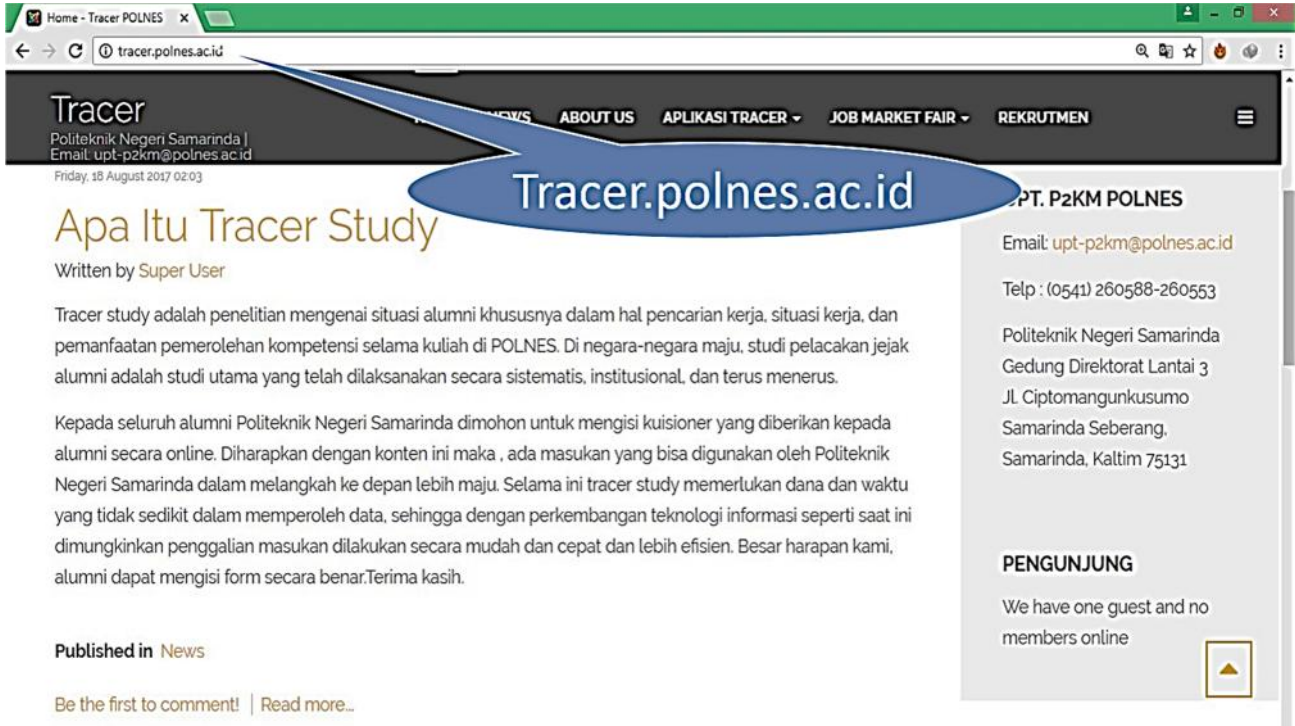 Home - Tracer POLNES
tracer.polnes.ac.id
Tracer
Politeknik Negeri Samarinda |
Email: upt-p2km@polnes.ac.id
NEWS ABOUT US APLIKASI TRACER JOB MARKET FAIR REKRUTMEN
Tracer.polnes.ac.id
Friday, 18 August 2017 02:03
Apa Itu Tracer Study
Written by Super User
Tracer study adalah penelitian mengenai situasi alumni khususnya dalam hal pencarian kerja, situasi kerja, dan
pemanfaatan pemerolehan kompetensi selama kuliah di POLNES. Di negara-negara maju, studi pelacakan jejak
alumni adalah studi utama yang telah dilaksanakan secara sistematis, institusional, dan terus menerus.
Kepada seluruh alumni Politeknik Negeri Samarinda dimohon untuk mengisi kuisioner yang diberikan kepada
alumni secara online. Diharapkan dengan konten ini maka , ada masukan yang bisa digunakan oleh Politeknik
Negeri Samarinda dalam melangkah ke depan lebih maju. Selama ini tracer study memerlukan dana dan waktu
yang tidak sedikit dalam memperoleh data, sehingga dengan perkembangan teknologi informasi seperti saat ini
dimungkinkan penggalian masukan dilakukan secara mudah dan cepat dan lebih efisien. Besar harapan kami,
alumni dapat mengisi form secara benar.Terima kasih.
Published in News
Be the first to comment! | Read more...
UPT. P2KM POLNES
Email: upt-p2km@polnes.ac.id
Telp : (0541) 260588-260553
Politeknik Negeri Samarinda
Gedung Direktorat Lantai 3
Jl. Ciptomangunkusumo
Samarinda Seberang,
Samarinda, Kaltim 75131
PENGUNJUNG
We have one guest and no
members online